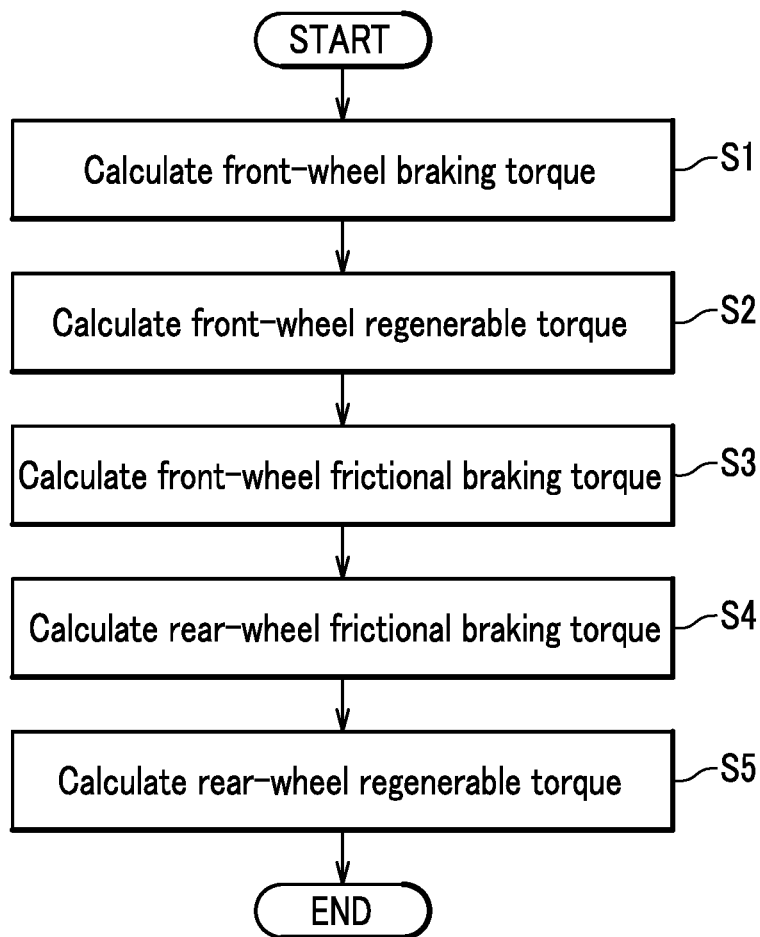 START
Calculate front-wheel braking torque
S1
Calculate front-wheel regenerable torque
S2
Calculate front-wheel frictional braking torque
S3
Calculate rear-wheel frictional braking torque
S4
Calculate rear-wheel regenerable torque
S5
END